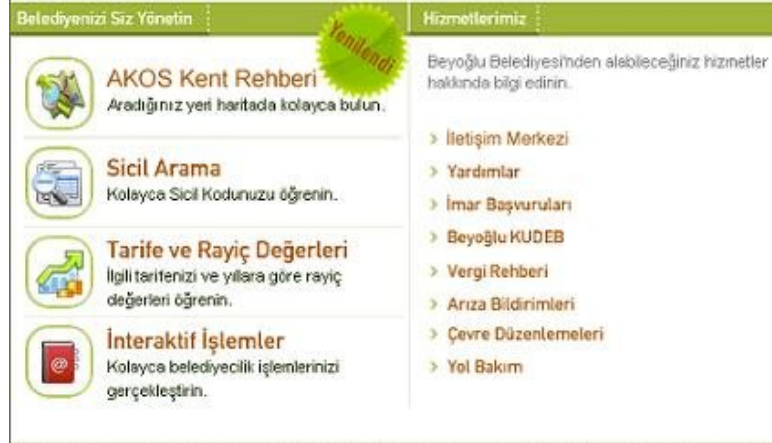 Belediyenizi Siz Yönetin
Yenilendi
AKOS Kent Rehberi
Aradığınız yeri haritada kolayca bulun.
Sicil Arama
Kolayca Sicil Kodunuzu öğrenin.
Tarife ve Rayiç Değerleri
İlgili tarifenizi ve yıllara göre rayiç
değerleri öğrenin.
İnteraktif İşlemler
Kolayca belediyecilik işlemlerinizi
gerçekleştirin.
Hizmetlerimiz
Beyoğlu Belediyesi'nden alabileceğiniz hizmetler
hakkında bilgi edinin.
> İletişim Merkezi
> Yardımlar
> İmar Başvuruları
> Beyoğlu KUDEB
> Vergi Rehberi
> Arıza Bildirimleri
> Çevre Düzenlemeleri
> Yol Bakım